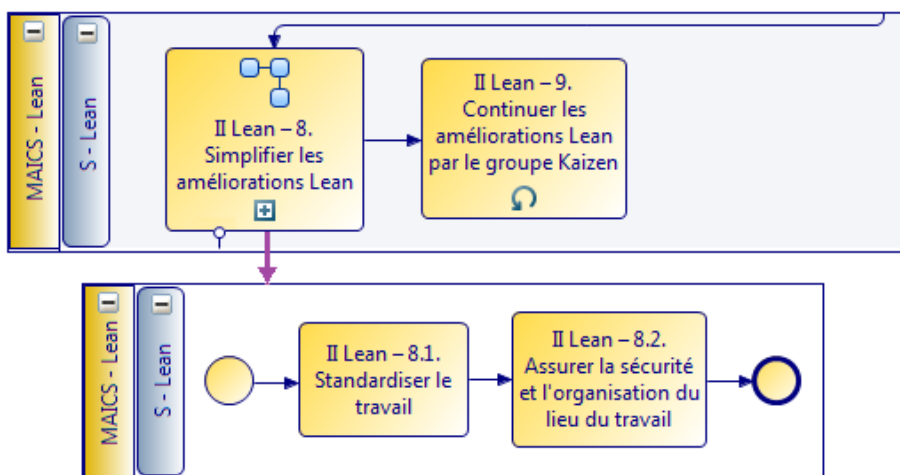 MAICS - Lean
S - Lean
II Lean – 8.
Simplifier les
améliorations Lean
II Lean – 9.
Continuer les
améliorations Lean
par le groupe Kaizen
MAICS - Lean
S - Lean
II Lean – 8.1.
Standardiser le
travail
II Lean – 8.2.
Assurer la sécurité
et l'organisation du
lieu du travail